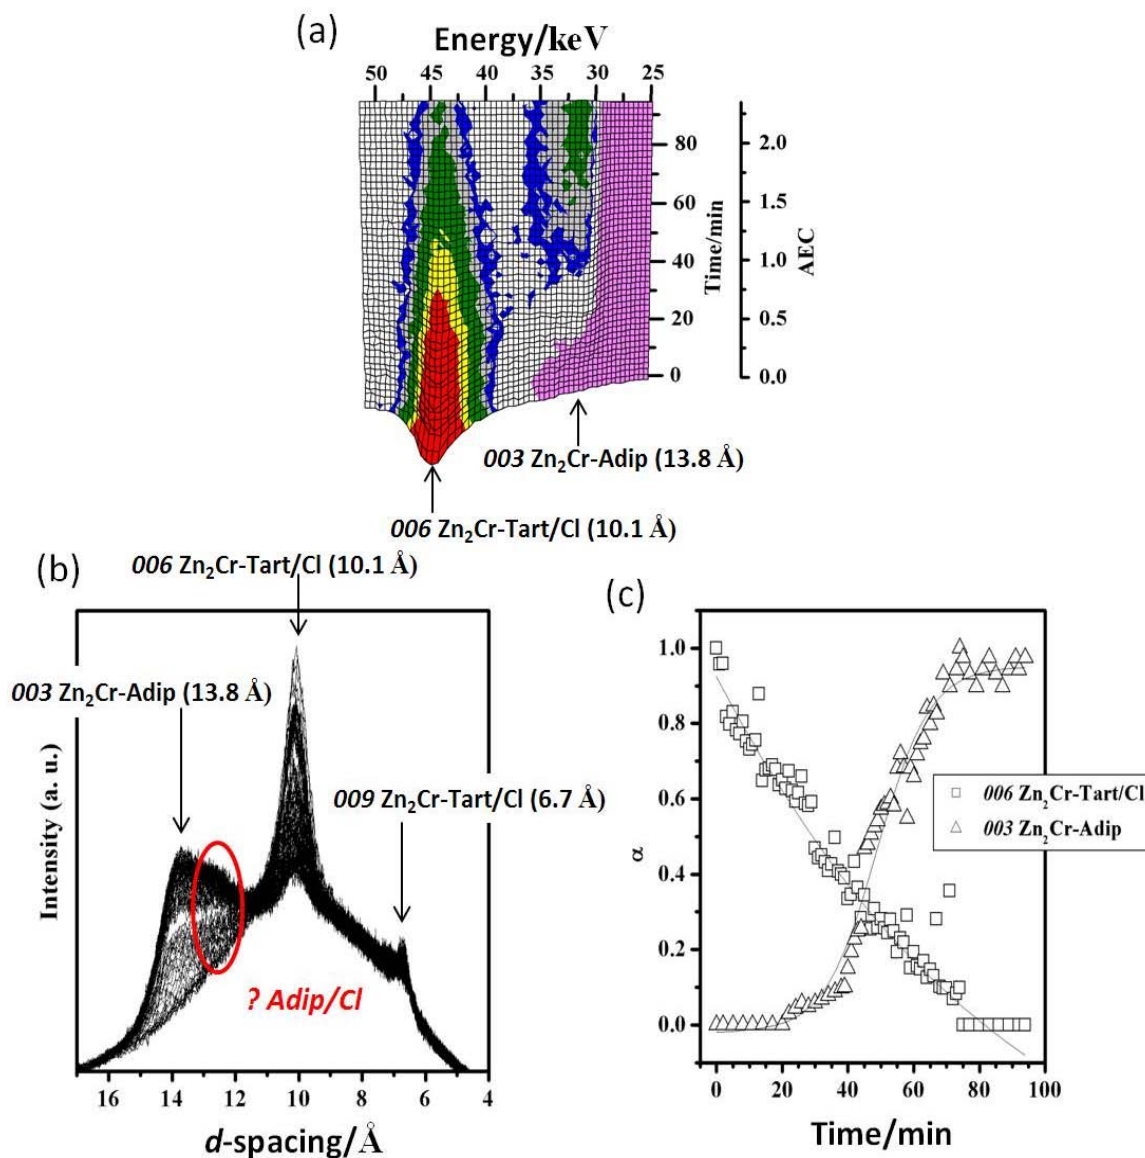 (a)
Energy/keV
50 45 40 35 30 25
80
60
40
20
0
Time/min
2.0
1.5
1.0
0.5
0.0
AEC
003 Zn₂Cr-Adip (13.8 Å)
006 Zn₂Cr-Tart/Cl (10.1 Å)
(b)
006 Zn₂Cr-Tart/Cl (10.1 Å)
003 Zn₂Cr-Adip (13.8 Å)
009 Zn₂Cr-Tart/Cl (6.7 Å)
? Adip/Cl
Intensity (a. u.)
16 14 12 10 8 6 4
d-spacing/Å
(c)
1.0
0.8
0.6
0.4
0.2
0.0
α
006 Zn₂Cr-Tart/Cl
003 Zn₂Cr-Adip
0 20 40 60 80 100
Time/min